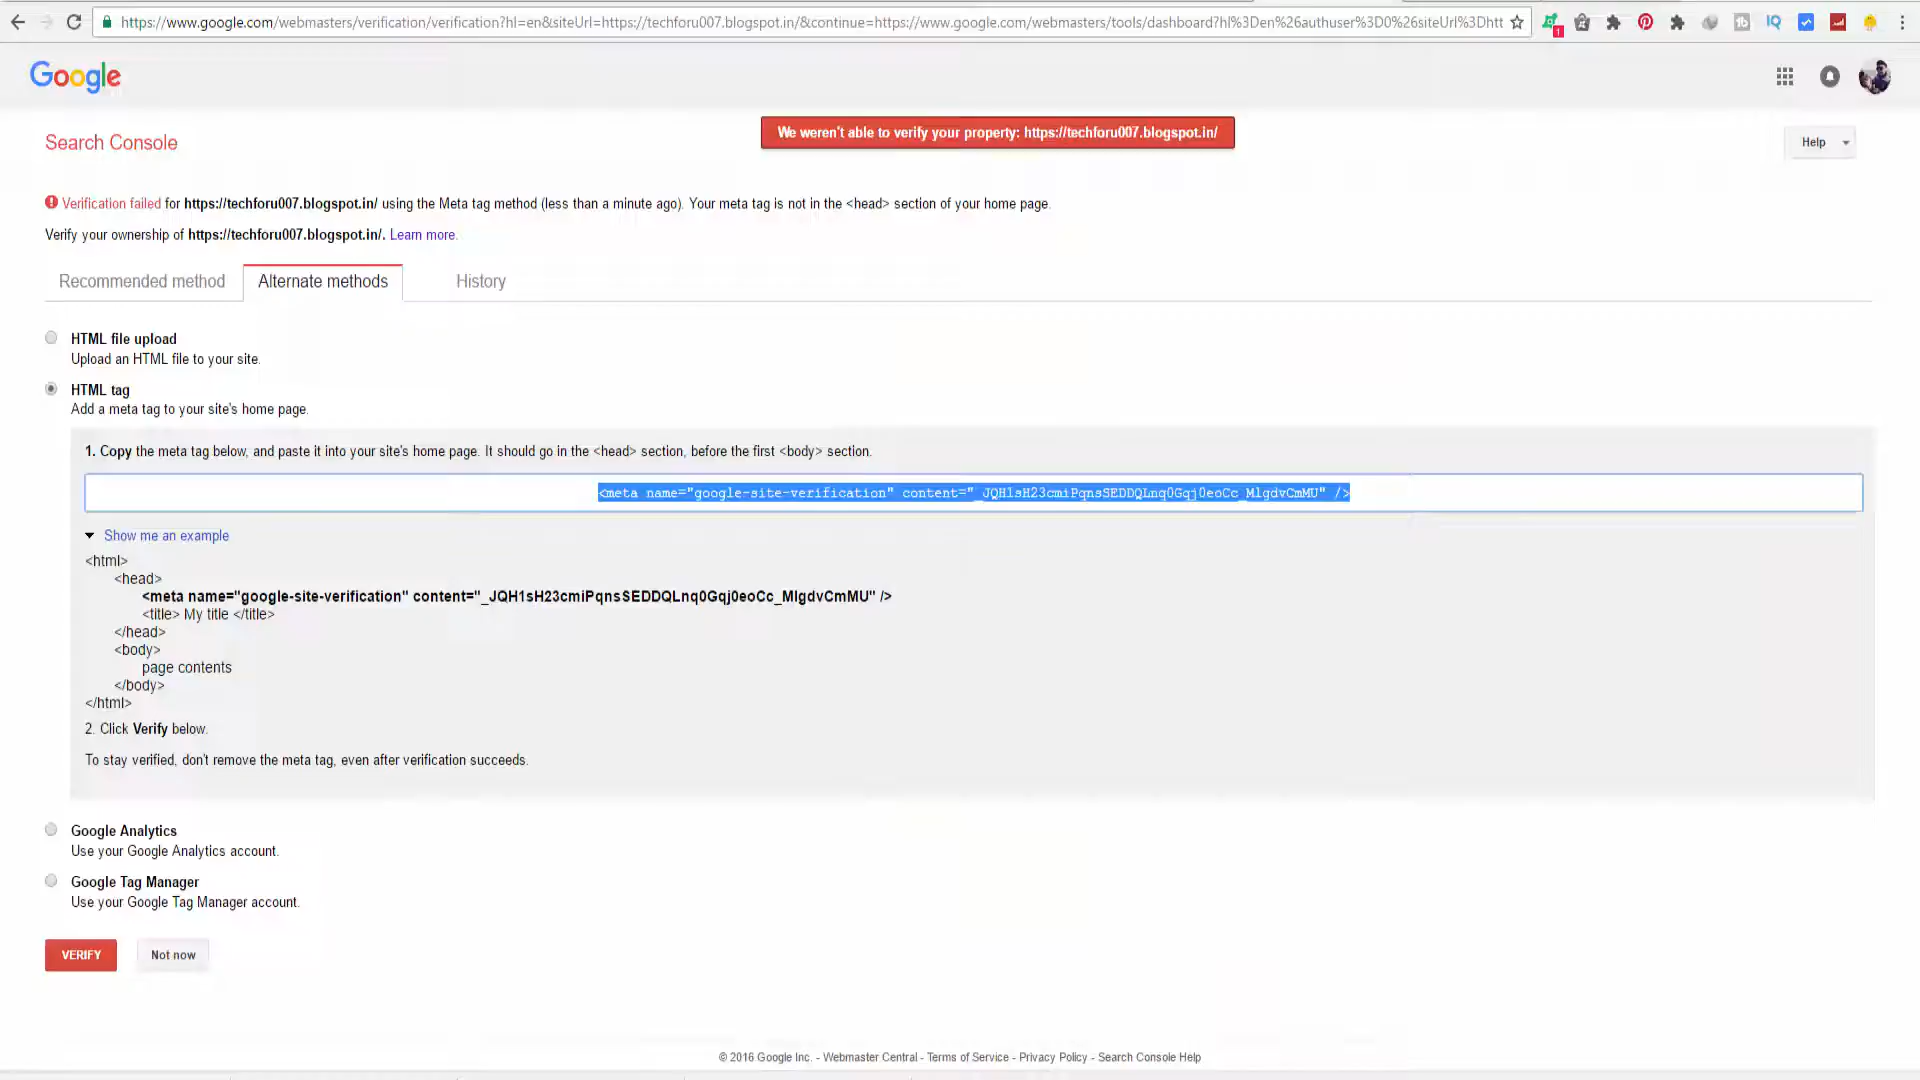 https://www.google.com/webmasters/verification/verification?hl=en&siteUrl=https://techforu007.blogspot.in/&continue=https://www.google.com/webmasters/tools/dashboard?hl%3Den%26authuser%3D0%26siteUrl%3Dhtt
1
Google
We weren't able to verify your property: https://techforu007.blogspot.in/
Search Console
Help
Verification failed for https://techforu007.blogspot.in/ using the Meta tag method (less than a minute ago). Your meta tag is not in the <head> section of your home page.
Verify your ownership of https://techforu007.blogspot.in/. Learn more.
Recommended method
Alternate methods
History
HTML file upload
Upload an HTML file to your site.
HTML tag
Add a meta tag to your site's home page.
1. Copy the meta tag below, and paste it into your site's home page. It should go in the <head> section, before the first <body> section.
<meta name="google-site-verification" content="_JQH1sH23cmiPqnsSEDDQLnq0Gqj0eoCc_MlgdvCmMU" />
Show me an example
<html>
<head>
<meta name="google-site-verification" content="_JQH1sH23cmiPqnsSEDDQLnq0Gqj0eoCc_MlgdvCmMU" />
<title> My title </title>
</head>
<body>
page contents
</body>
</html>
2. Click Verify below.
To stay verified, don't remove the meta tag, even after verification succeeds.
Google Analytics
Use your Google Analytics account.
Google Tag Manager
Use your Google Tag Manager account.
VERIFY
Not now
© 2016 Google Inc. - Webmaster Central - Terms of Service - Privacy Policy - Search Console Help